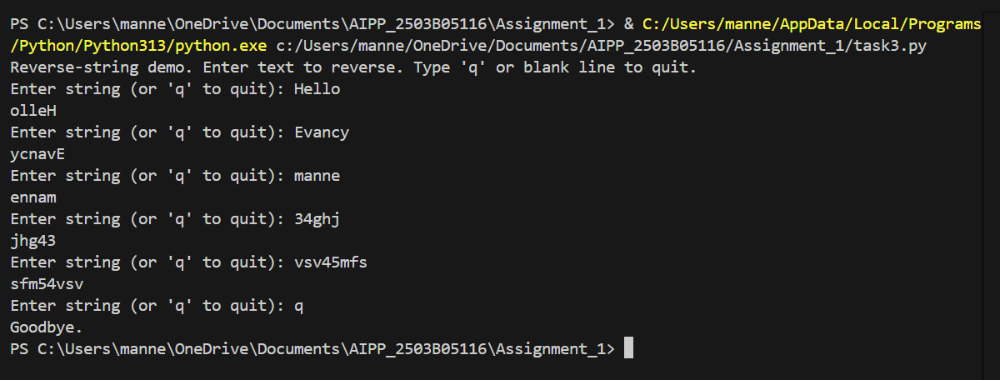 PS C:\Users\manne\OneDrive\Documents\AIPP_2503B05116\Assignment_1> & C:/Users/manne/AppData/Local/Programs
/Python/Python313/python.exe c:/Users/manne/OneDrive/Documents/AIPP_2503B05116/Assignment_1/task3.py
Reverse-string demo. Enter text to reverse. Type 'q' or blank line to quit.
Enter string (or 'q' to quit): Hello
olleH
Enter string (or 'q' to quit): Evancy
ycnavE
Enter string (or 'q' to quit): manne
ennam
Enter string (or 'q' to quit): 34ghj
jhg43
Enter string (or 'q' to quit): vsv45mfs
sfm54vsv
Enter string (or 'q' to quit): q
Goodbye.
PS C:\Users\manne\OneDrive\Documents\AIPP_2503B05116\Assignment_1>